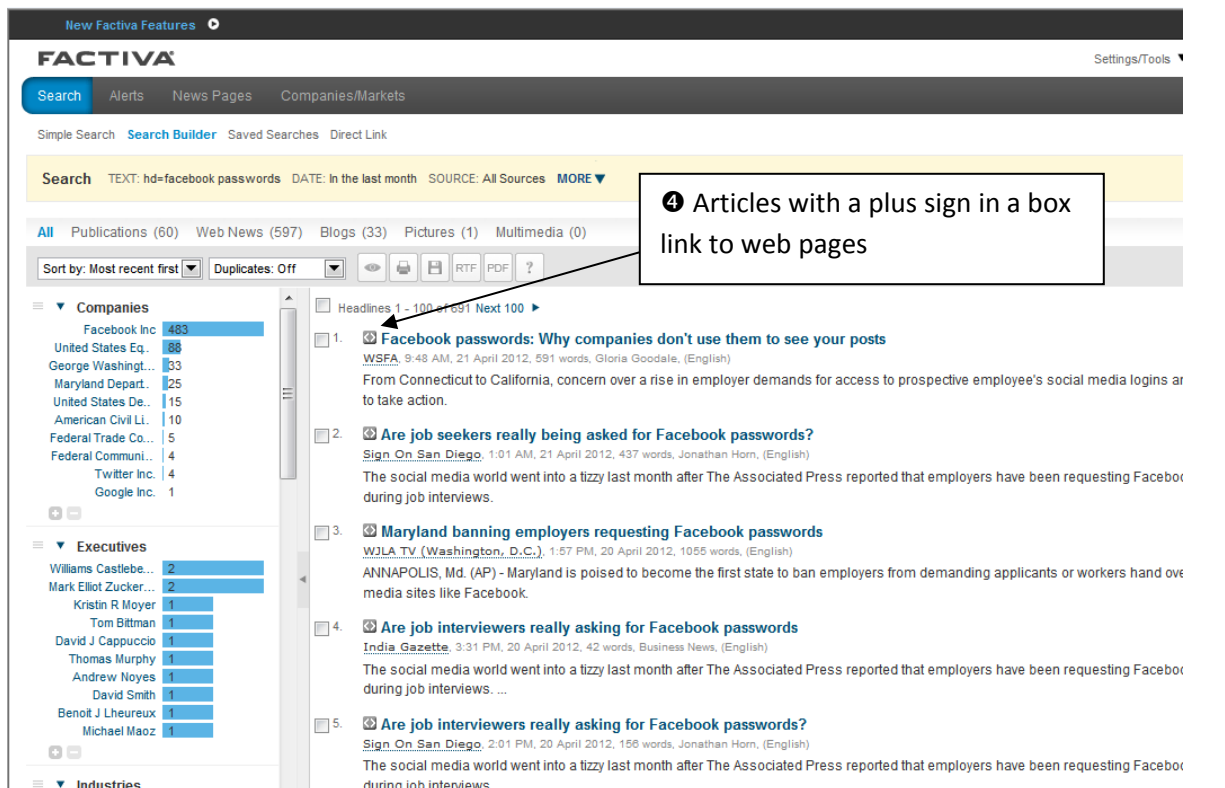 New Factiva Features
FACTIVA
Settings/Tools
Search Alerts News Pages Companies/Markets
Simple Search Search Builder Saved Searches Direct Link
Search TEXT: hd=facebook passwords DATE: In the last month SOURCE: All Sources MORE ▼
❹ Articles with a plus sign in a box
link to web pages
All Publications (60) Web News (597) Blogs (33) Pictures (1) Multimedia (0)
Sort by: Most recent first Duplicates: Off RTF PDF ?
Companies
Facebook Inc 483
United States Eq.. 88
George Washingt... 33
Maryland Depart.. 25
United States De.. 15
American Civil Li.. 10
Federal Trade Co... 5
Federal Communi... 4
Twitter Inc. 4
Google Inc. 1
Executives
Williams Castlebe... 2
Mark Elliot Zucker... 2
Kristin R Moyer 1
Tom Bittman 1
David J Cappuccio 1
Thomas Murphy 1
Andrew Noyes 1
David Smith 1
Benoit J Lheureux 1
Michael Maoz 1
Industries
Headlines 1 - 100 of 691 Next 100
1. Facebook passwords: Why companies don't use them to see your posts
WSFA, 9:48 AM, 21 April 2012, 591 words, Gloria Goodale, (English)
From Connecticut to California, concern over a rise in employer demands for access to prospective employee's social media logins ar
to take action.
2. Are job seekers really being asked for Facebook passwords?
Sign On San Diego, 1:01 AM, 21 April 2012, 437 words, Jonathan Horn, (English)
The social media world went into a tizzy last month after The Associated Press reported that employers have been requesting Faceboo
during job interviews.
3. Maryland banning employers requesting Facebook passwords
WJLA TV (Washington, D.C.), 1:57 PM, 20 April 2012, 1055 words, (English)
ANNAPOLIS, Md. (AP) - Maryland is poised to become the first state to ban employers from demanding applicants or workers hand ove
media sites like Facebook.
4. Are job interviewers really asking for Facebook passwords
India Gazette, 3:31 PM, 20 April 2012, 42 words, Business News, (English)
The social media world went into a tizzy last month after The Associated Press reported that employers have been requesting Faceboo
during job interviews. ...
5. Are job interviewers really asking for Facebook passwords?
Sign On San Diego, 2:01 PM, 20 April 2012, 156 words, Jonathan Horn, (English)
The social media world went into a tizzy last month after The Associated Press reported that employers have been requesting Faceboo
during job interviews